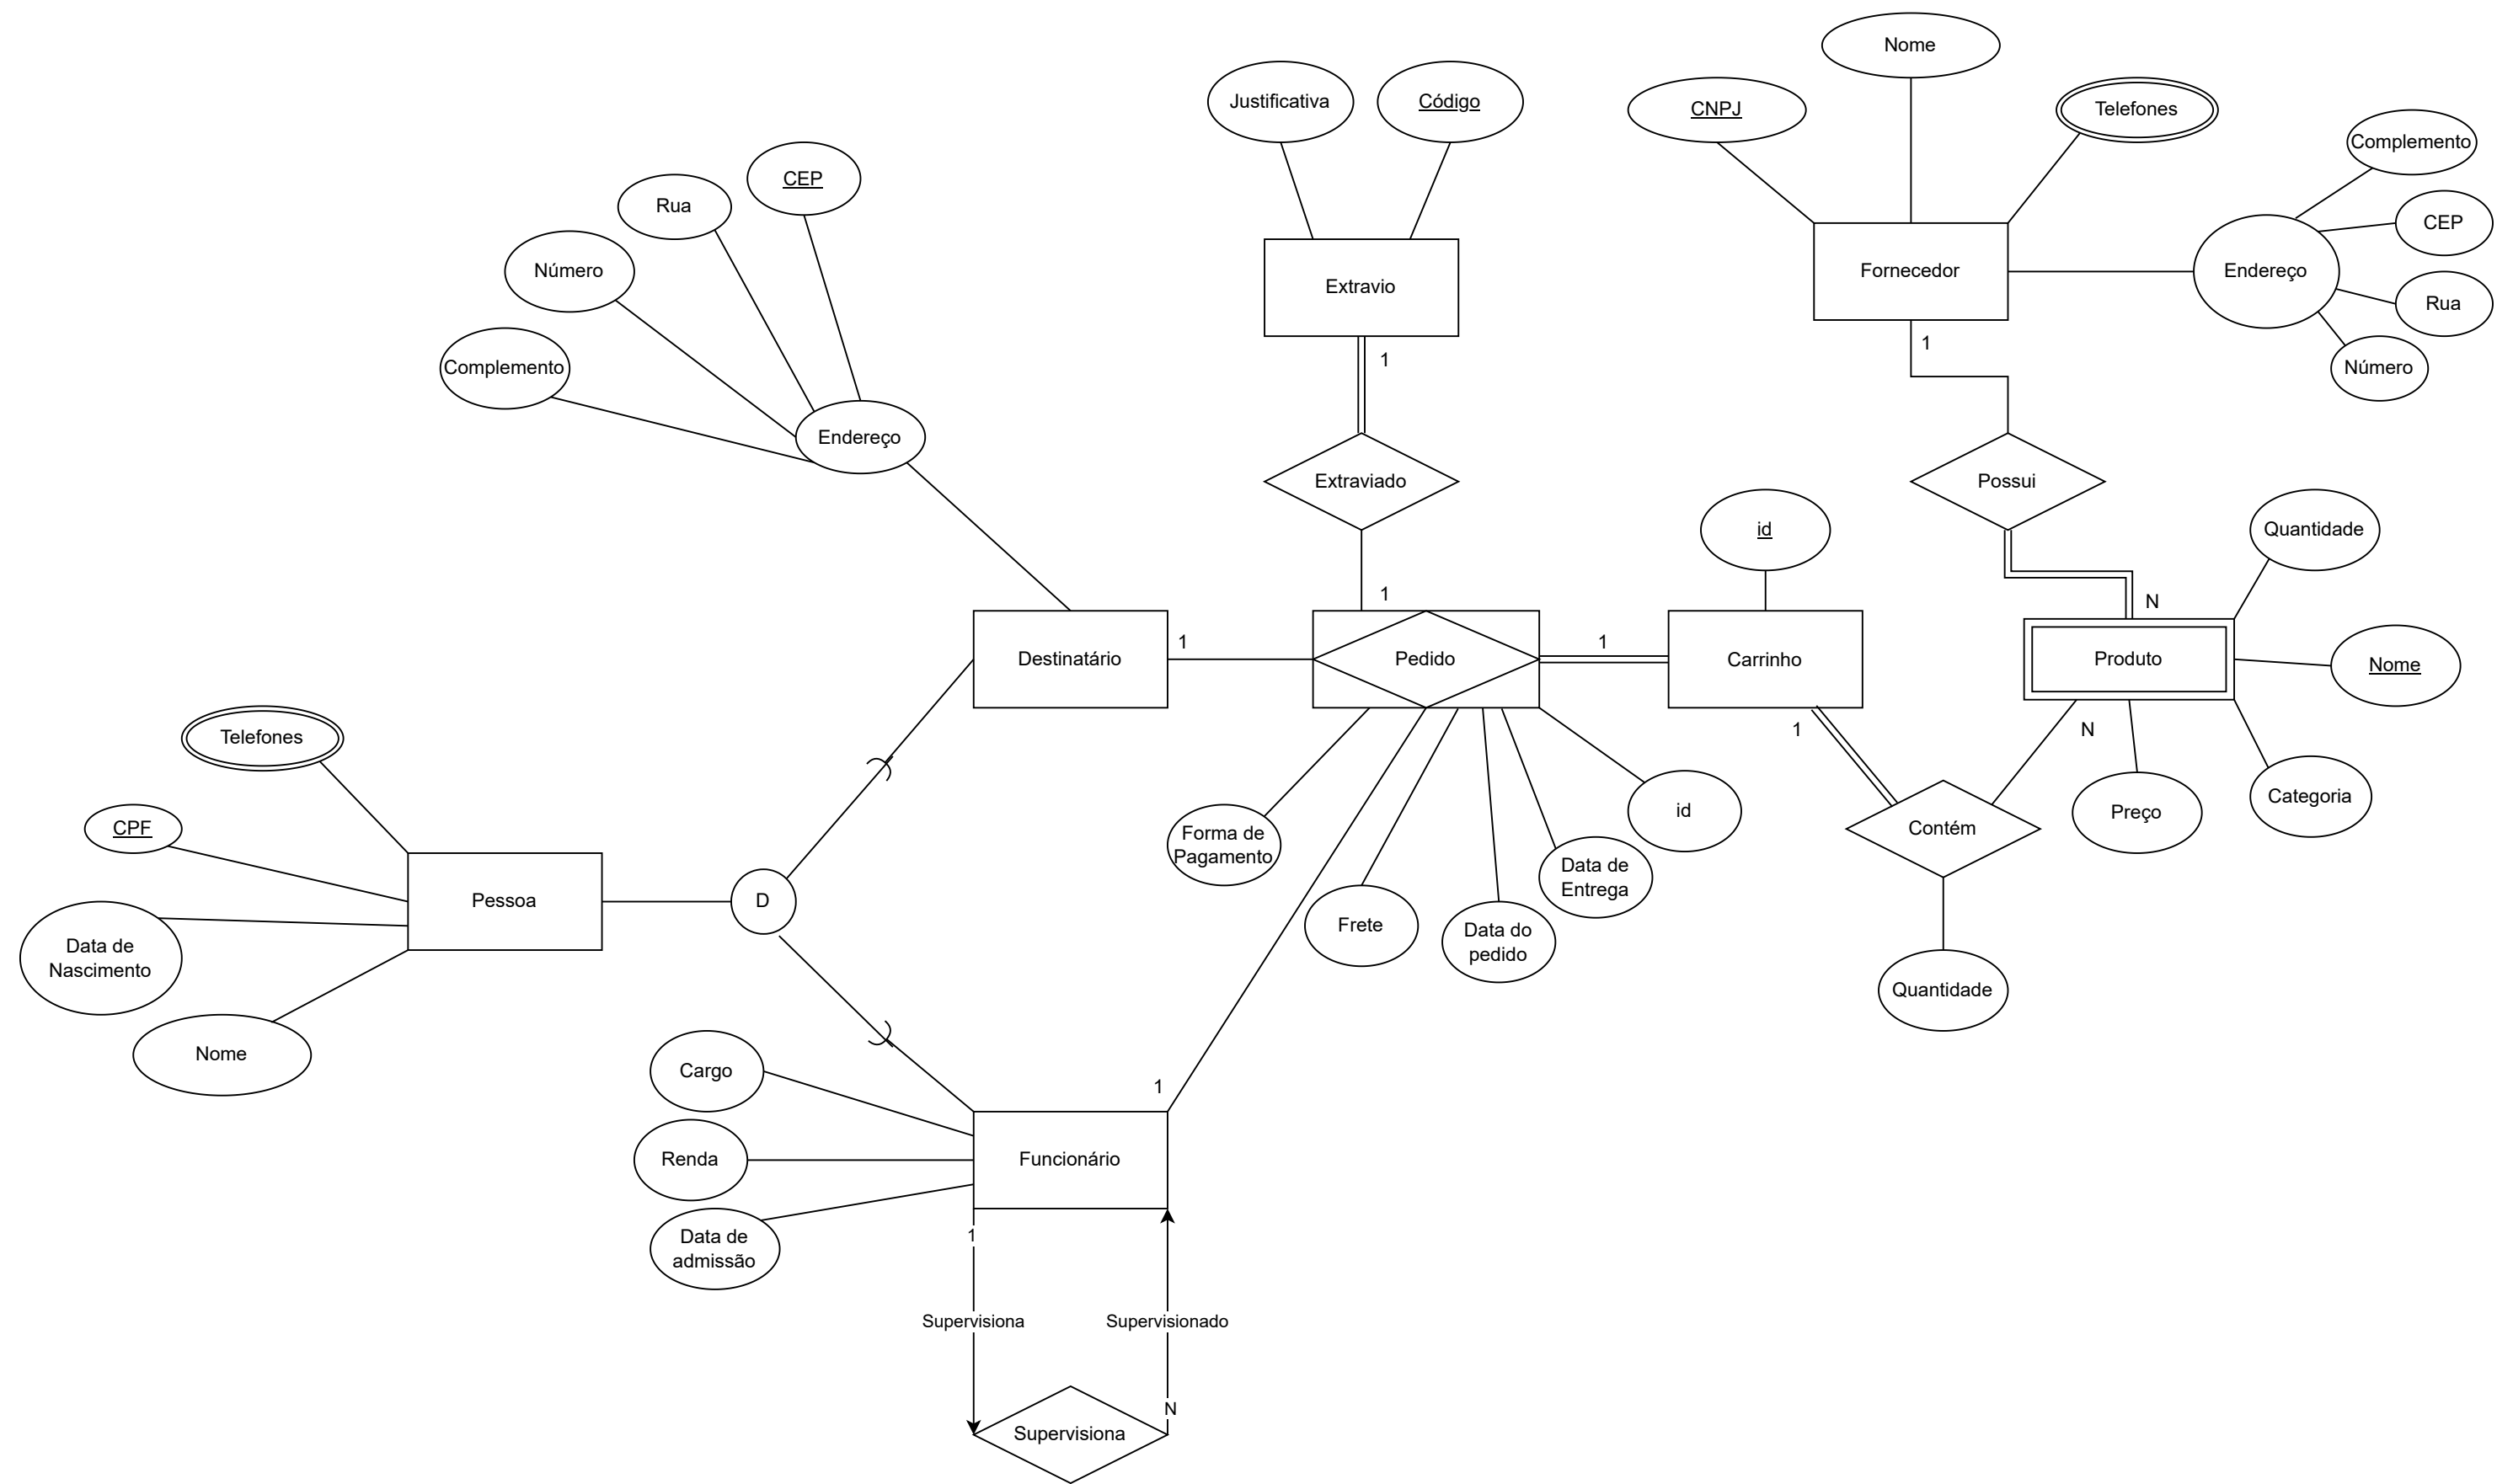 Nome
Justificativa
Código
CNPJ
Telefones
Complemento
CEP
Rua
CEP
Número
Fornecedor
Endereço
Extravio
Rua
1
1
Complemento
Número
Endereço
Extraviado
Possui
id
Quantidade
1
N
1
1
Destinatário
Pedido
Carrinho
Produto
Nome
Telefones
1
N
CPF
Forma de
Pagamento
id
Contém
Preço
Categoria
Data de
Entrega
Pessoa
D
Data de
Nascimento
Frete
Data do
pedido
Quantidade
Nome
Cargo
1
Renda
Funcionário
Data de
admissão
1
Supervisiona
Supervisionado
N
Supervisiona